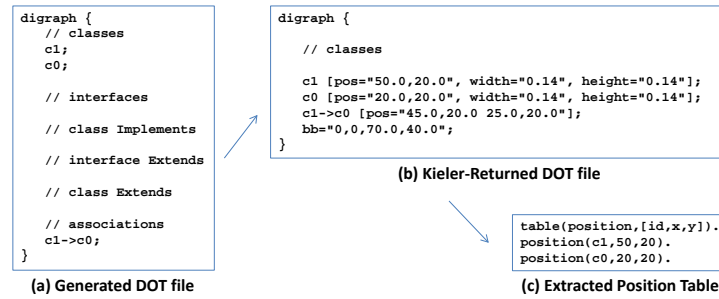 digraph {
// classes
c1;
c0;
// interfaces
// class Implements
// interface Extends
// class Extends
// associations
c1->c0;
}
(a) Generated DOT file
digraph {
// classes
c1 [pos="50.0,20.0", width="0.14", height="0.14"];
c0 [pos="20.0,20.0", width="0.14", height="0.14"];
c1->c0 [pos="45.0,20.0 25.0,20.0"];
bb="0,0,70.0,40.0";
}
(b) Kieler-Returned DOT file
table(position,[id,x,y]).
position(c1,50,20).
position(c0,20,20).
(c) Extracted Position Table